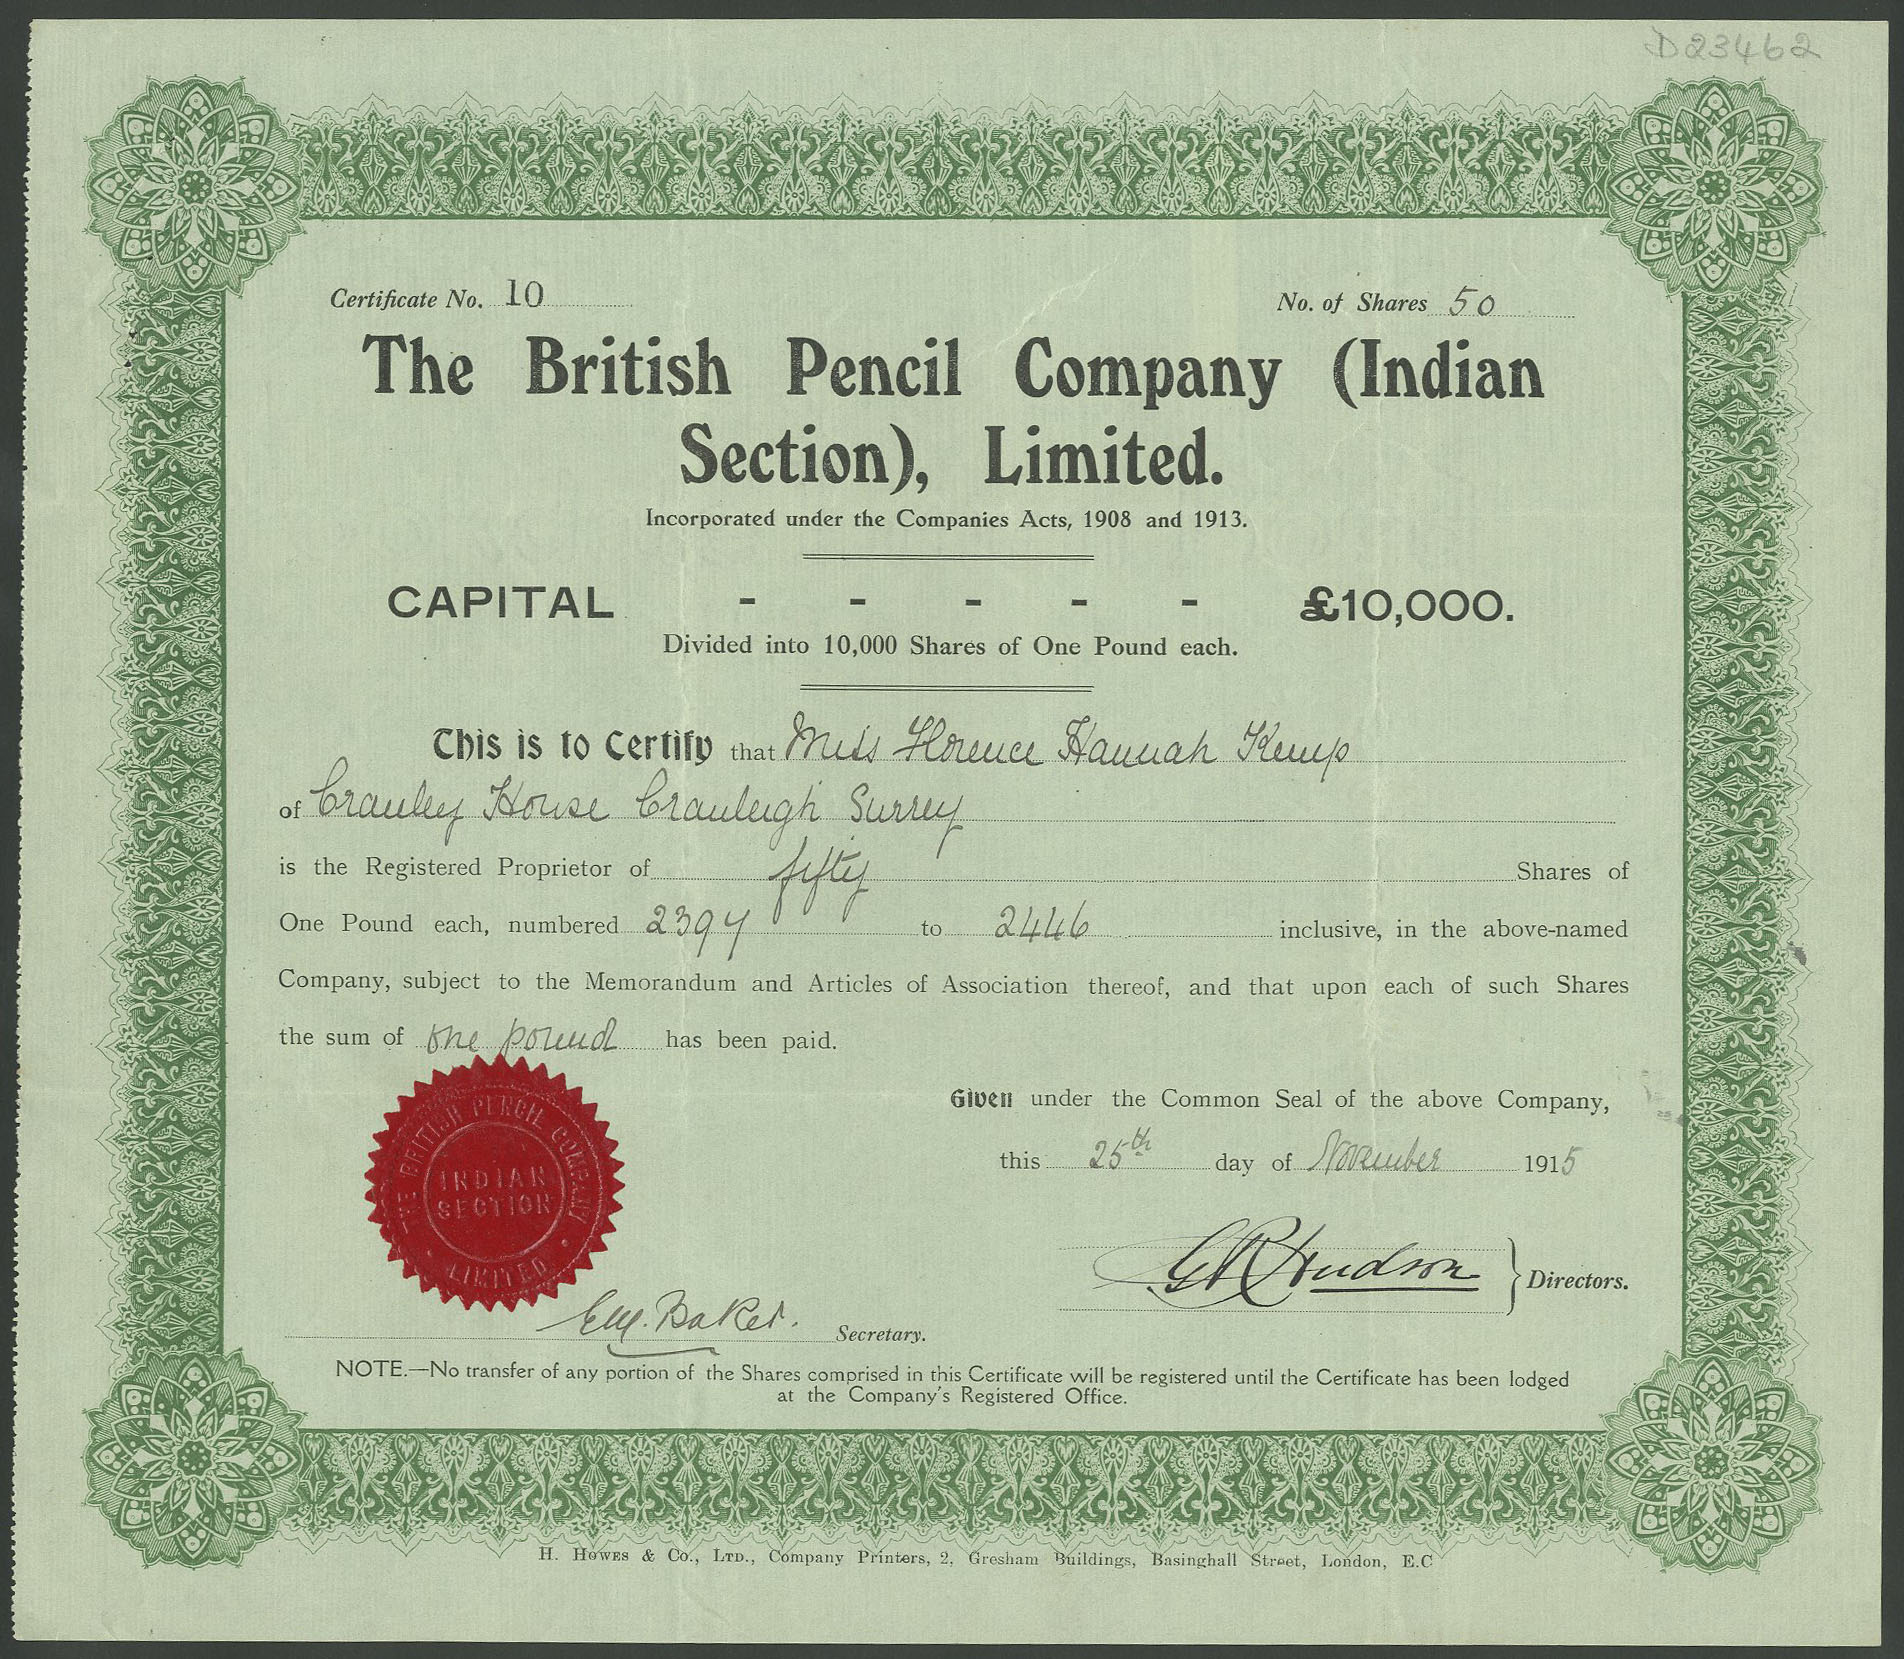 D23462
Certificate No. 10 No. of Shares 50
The British Pencil Company (Indian
Section), Limited.
Incorporated under the Companies Acts, 1908 and 1913.
CAPITAL - - - - - £10,000.
Divided into 10,000 Shares of One Pound each.
This is to Certify that Miss Florence Hannah Kemp
of Cranley House Cranleigh Surrey
is the Registered Proprietor of fifty Shares of
One Pound each, numbered 2397 to 2446 inclusive, in the above-named
Company, subject to the Memorandum and Articles of Association thereof, and that upon each of such Shares
the sum of one pound has been paid.
Given under the Common Seal of the above Company,
this 25th day of November 1915
THE BRITISH PENCIL COMPANY
INDIAN
SECTION
LIMITED
G R Hudson Directors.
E.M. Baker. Secretary.
NOTE.—No transfer of any portion of the Shares comprised in this Certificate will be registered until the Certificate has been lodged
at the Company's Registered Office.
H. Howes & Co., Ltd., Company Printers, 2, Gresham Buildings, Basinghall Street, London, E.C